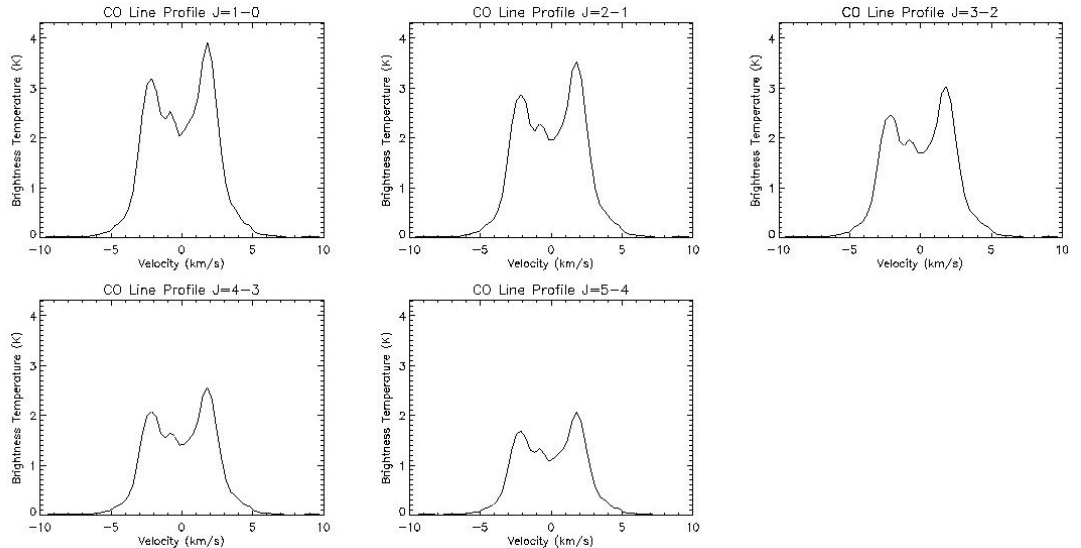 CO Line Profile J=1-0
Brightness Temperature (K)
4
3
2
1
0
-10 -5 0 5 10
Velocity (km/s)
CO Line Profile J=2-1
Brightness Temperature (K)
4
3
2
1
0
-10 -5 0 5 10
Velocity (km/s)
CO Line Profile J=3-2
Brightness Temperature (K)
4
3
2
1
0
-10 -5 0 5 10
Velocity (km/s)
CO Line Profile J=4-3
Brightness Temperature (K)
4
3
2
1
0
-10 -5 0 5 10
Velocity (km/s)
CO Line Profile J=5-4
Brightness Temperature (K)
4
3
2
1
0
-10 -5 0 5 10
Velocity (km/s)